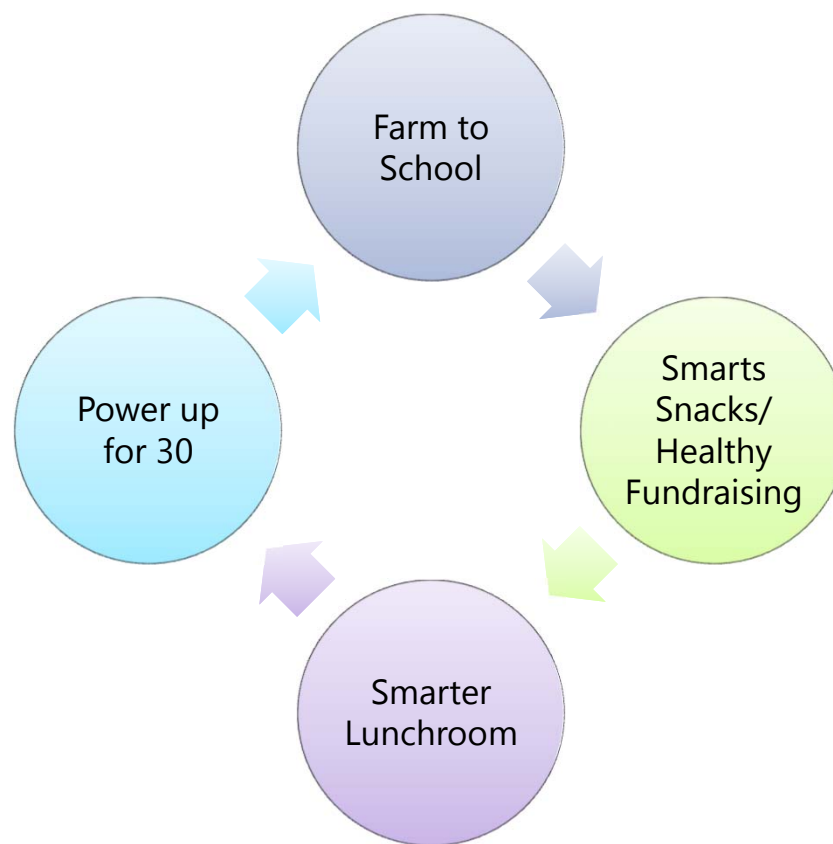 Farm to
School
Smarts
Snacks/
Healthy
Fundraising
Smarter
Lunchroom
Power up
for 30